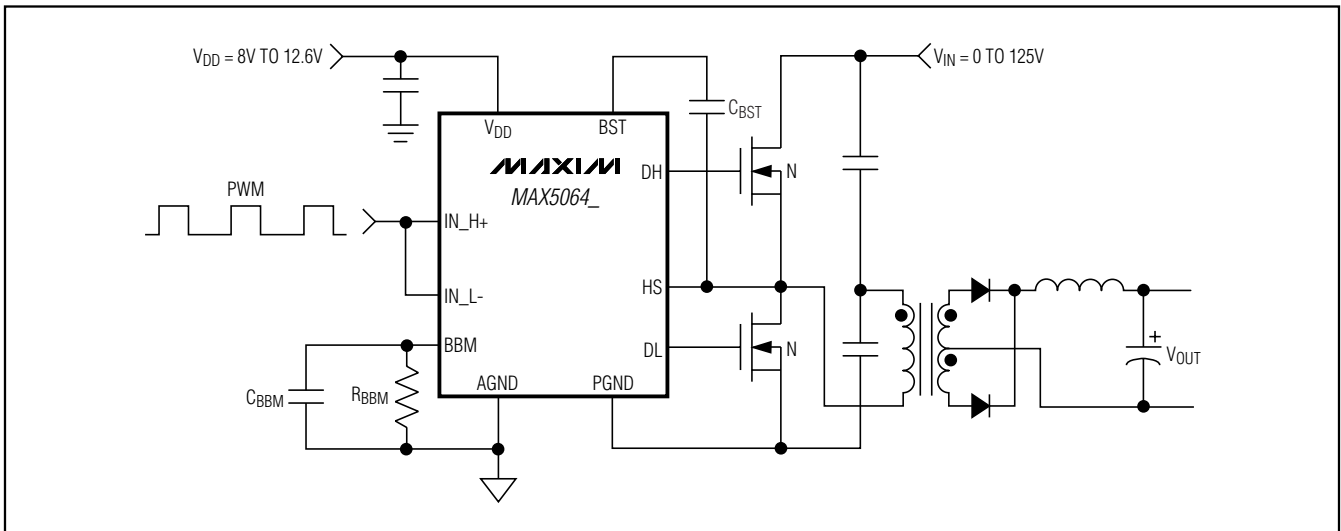 V_DD = 8V TO 12.6V
V_IN = 0 TO 125V
C_BST
V_DD
BST
MAXIM
MAX5064_
DH
N
PWM
IN_H+
IN_L-
HS
BBM
DL
N
V_OUT
+
C_BBM
R_BBM
AGND
PGND